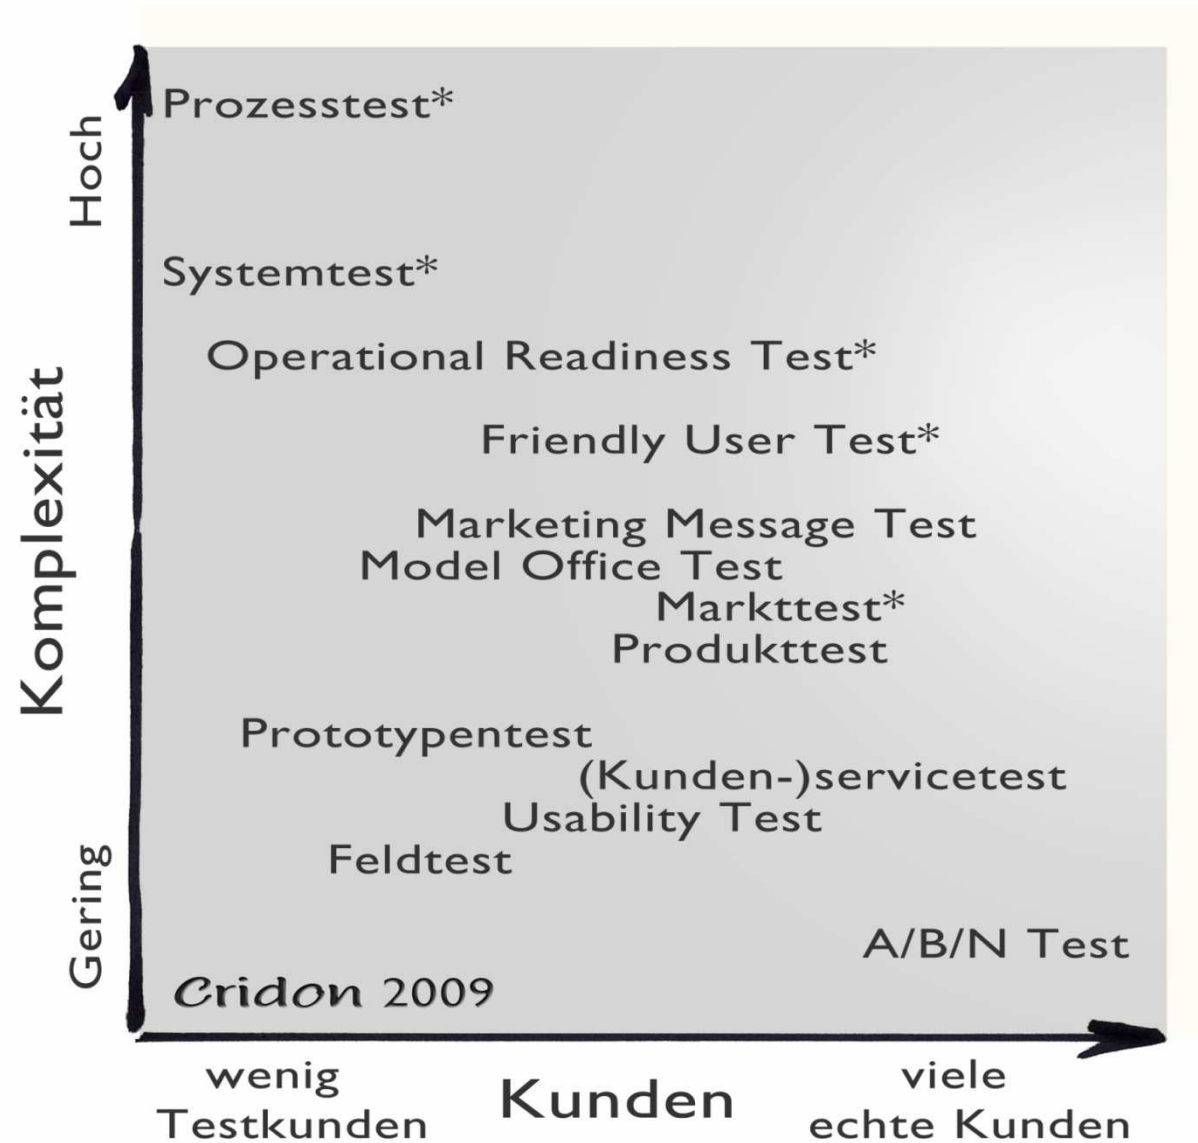 Hoch
Komplexität
Gering
Prozesstest*
Systemtest*
Operational Readiness Test*
Friendly User Test*
Marketing Message Test
Model Office Test
Markttest*
Produkttest
Prototypentest
(Kunden-)servicetest
Usability Test
Feldtest
A/B/N Test
Cridon 2009
wenig
Testkunden
Kunden
viele
echte Kunden